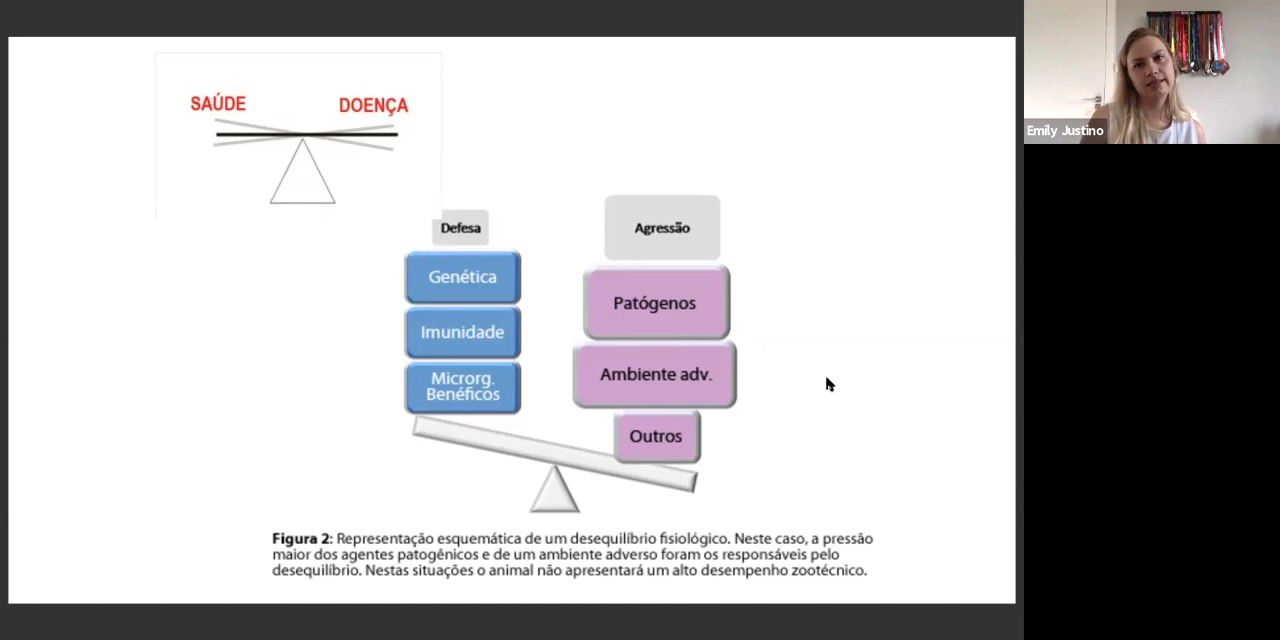 SAÚDE
DOENÇA
Defesa
Agressão
Genética
Patógenos
Imunidade
Ambiente adv.
Microrg.
Benéficos
Outros
Figura 2: Representação esquemática de um desequilíbrio fisiológico. Neste caso, a pressão
maior dos agentes patogênicos e de um ambiente adverso foram os responsáveis pelo
desequilíbrio. Nestas situações o animal não apresentará um alto desempenho zootécnico.
Emily Justino